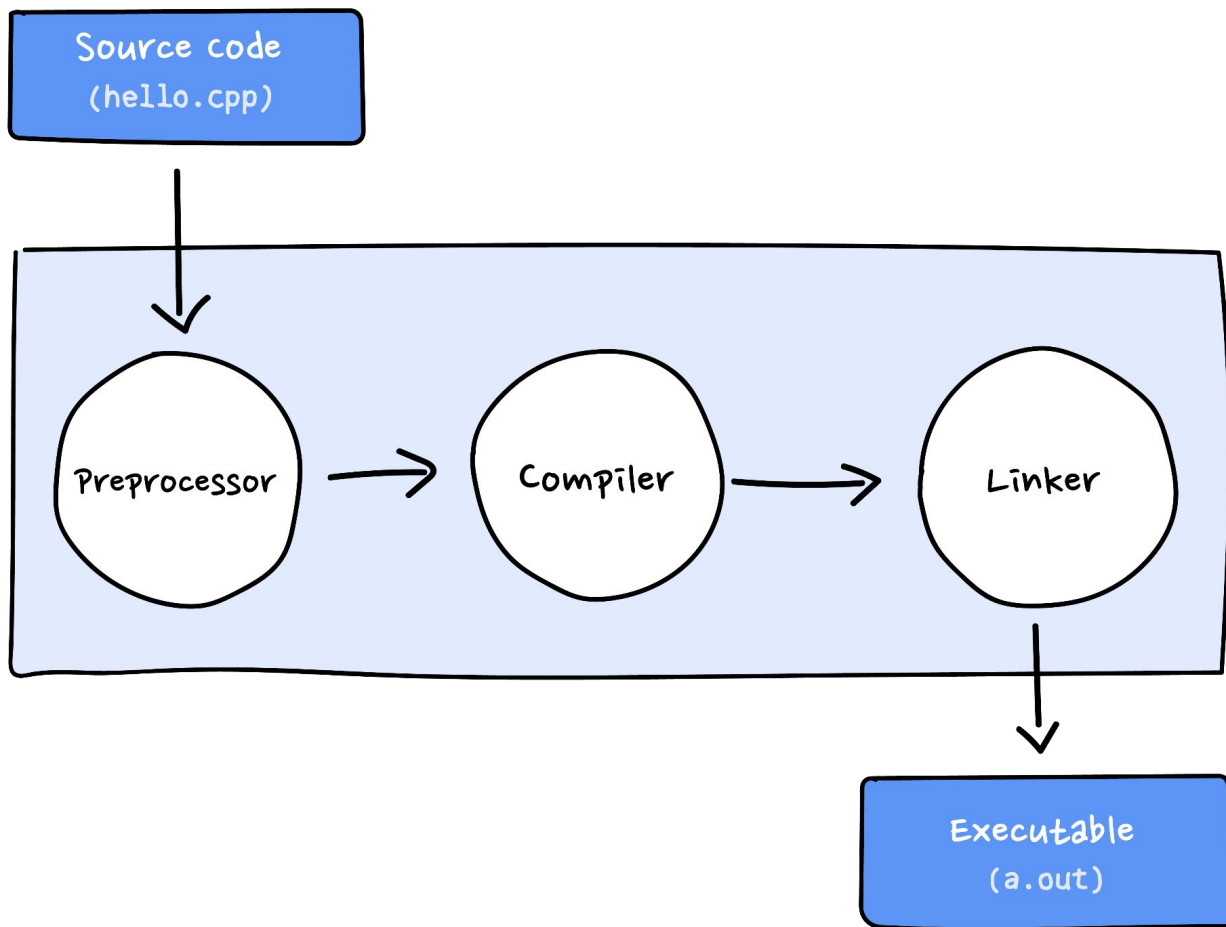 Source code
(hello.cpp)
Preprocessor
Compiler
Linker
Executable
(a.out)